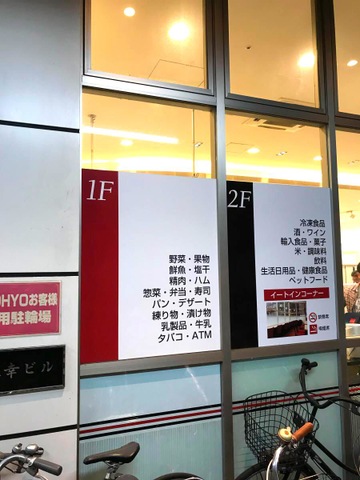 1F
野菜・果物
鮮魚・塩干
精肉・ハム
惣菜・弁当・寿司
パン・デザート
練り物・漬け物
乳製品・牛乳
タバコ・ATM
2F
冷凍食品
酒・ワイン
輸入食品・菓子
米・調味料
飲料
生活日用品・健康食品
ペットフード
イートインコーナー
OHYOお客様
用駐輪場
幸ビル